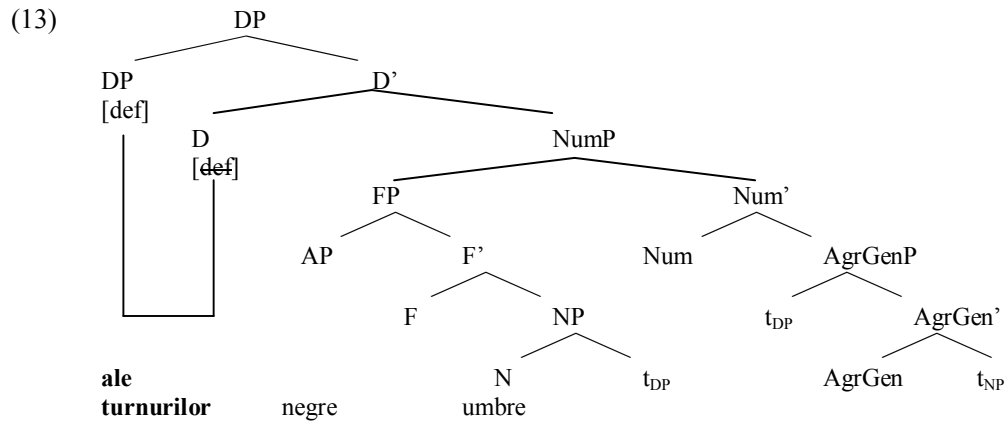 (13) DP
DP D'
[def]
D NumP
[def]
FP Num'
AP F' Num AgrGenP
F NP tDP AgrGen'
ale N tDP AgrGen tNP
turnurilor negre umbre